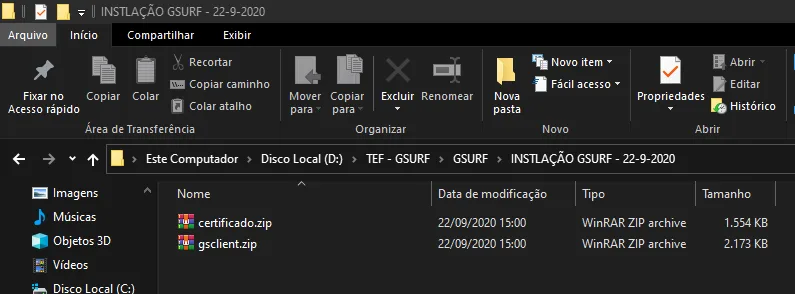 INSTLAÇÃO GSURF - 22-9-2020
Arquivo Início Compartilhar Exibir
Fixar no Acesso rápido
Copiar
Colar
Recortar
Copiar caminho
Colar atalho
Área de Transferência
Mover para
Copiar para
Excluir
Renomear
Organizar
Nova pasta
Novo item
Fácil acesso
Novo
Propriedades
Abrir
Editar
Histórico
Abrir
Este Computador > Disco Local (D:) > TEF - GSURF > GSURF > INSTLAÇÃO GSURF - 22-9-2020
Imagens
Músicas
Objetos 3D
Vídeos
Disco Local (C:)
Nome Data de modificação Tipo Tamanho
certificado.zip 22/09/2020 15:00 WinRAR ZIP archive 1.554 KB
gsclient.zip 22/09/2020 15:00 WinRAR ZIP archive 2.173 KB